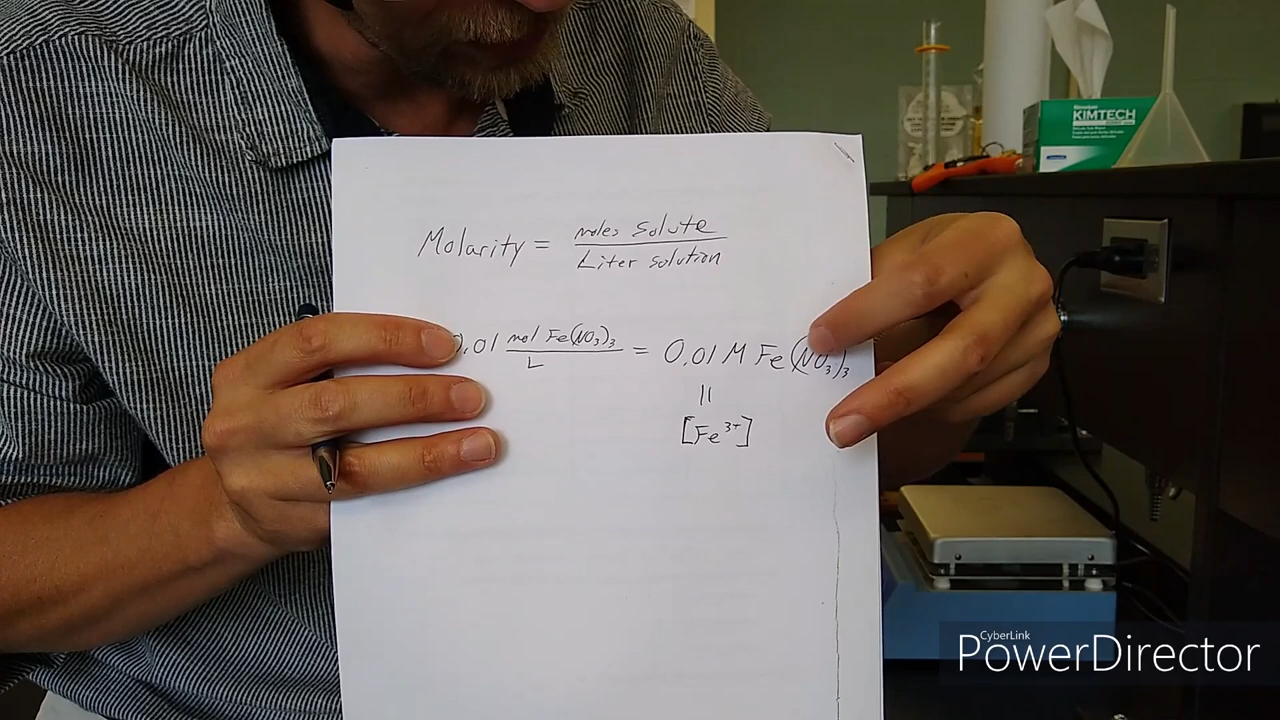 Molarity = moles solute / Liter solution
0.01 mol Fe(NO3)3 / L = 0.01 M Fe(NO3)3
=
[Fe3+]
KIMTECH
CyberLink
PowerDirector